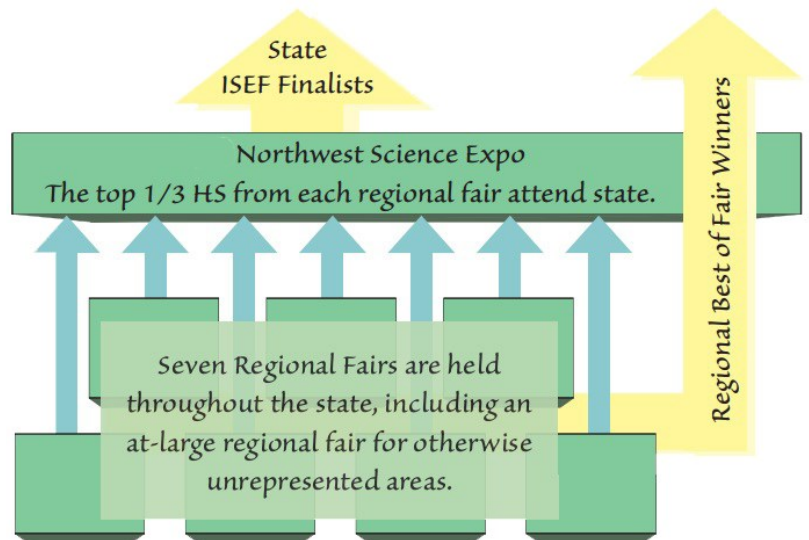 State
ISEF Finalists
Northwest Science Expo
The top 1/3 HS from each regional fair attend state.
Regional Best of Fair Winners
Seven Regional Fairs are held
throughout the state, including an
at-large regional fair for otherwise
unrepresented areas.